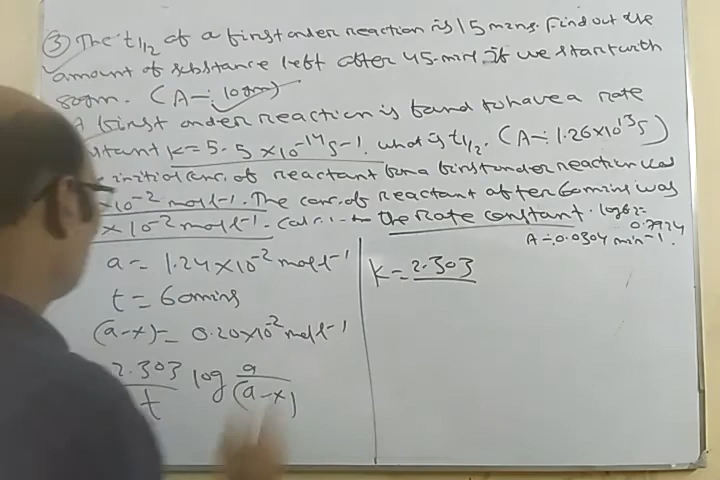 ③ The t1/2 of a first order reaction is 15 mins. Find out the
amount of substance left after 45-min if we start with
80gm. (A-: 10gm)
A first order reaction is found to have a rate
stant k = 5.5 x 10^-14 s-1. what is t1/2. (A-: 1.26x10^13 s)
initial conc. of reactant for a first order reaction was
x10^-2 mol l-1. The conc. of Reactant after 60 mins was
x 10^-2 mol l-1. Calc. the Rate constant. log 6.2=
0.7924
A-: 0.0304 min-1.
a = 1.24 x 10^-2 mol l-1
t = 60 mins
(a-x) = 0.20 x 10^-2 mol l-1
2.303/t log a/(a-x)
K = 2.303